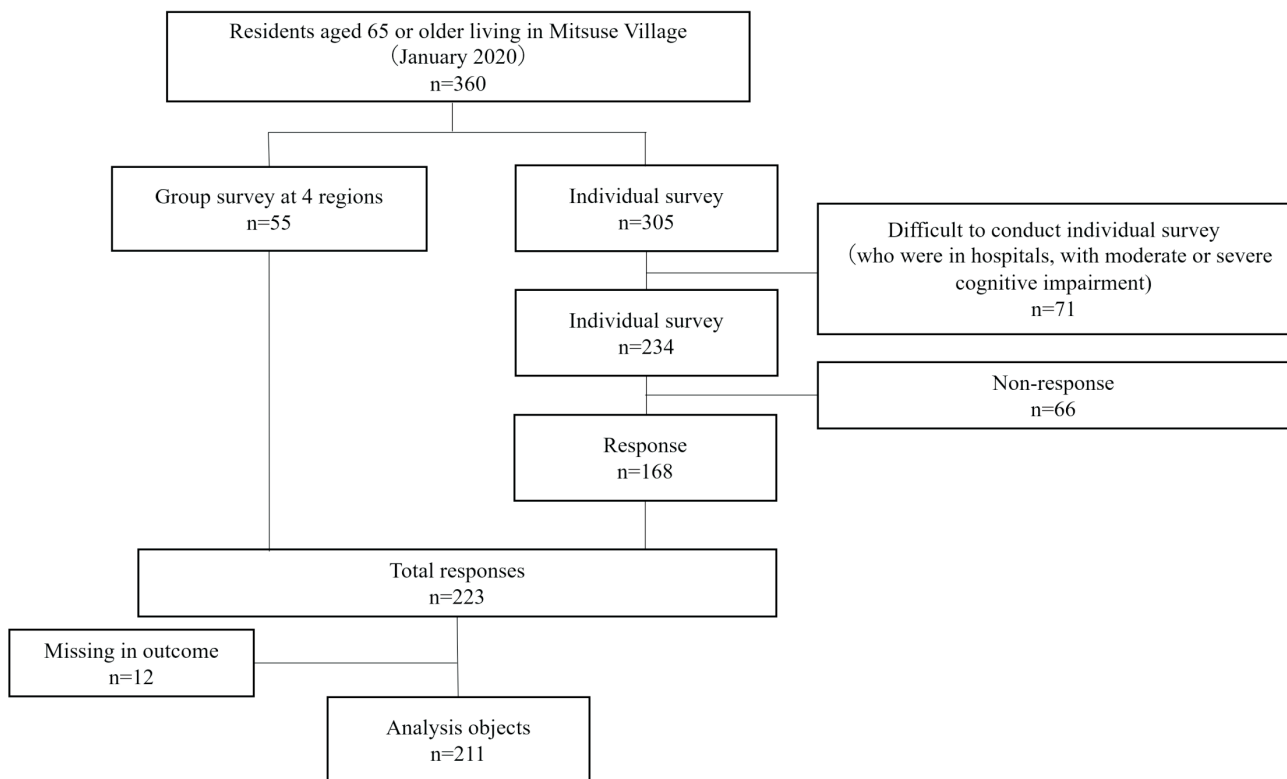 Residents aged 65 or older living in Mitsuse Village
（January 2020）
n=360
Group survey at 4 regions
n=55
Individual survey
n=305
Difficult to conduct individual survey
（who were in hospitals, with moderate or severe
cognitive impairment)
n=71
Individual survey
n=234
Non-response
n=66
Response
n=168
Total responses
n=223
Missing in outcome
n=12
Analysis objects
n=211